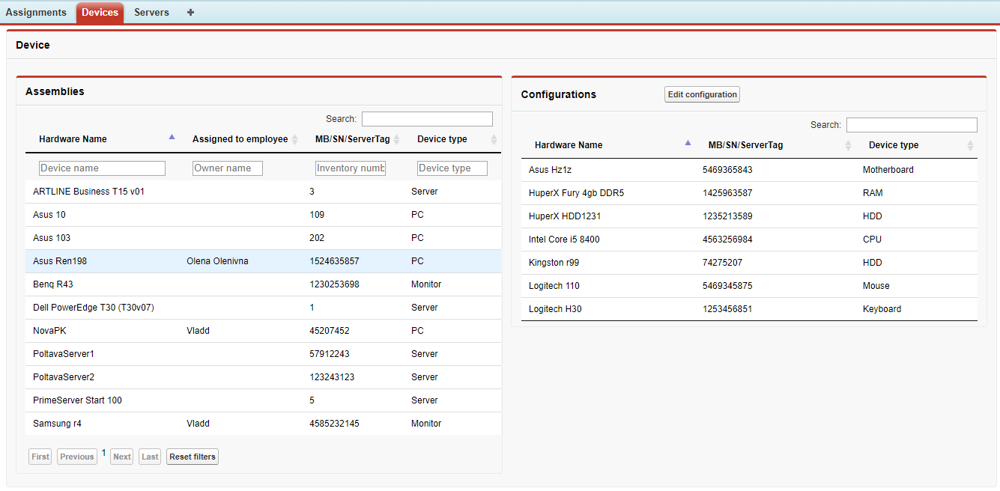 Assignments Devices Servers +
Device
Assemblies
Search:
Hardware Name Assigned to employee MB/SN/ServerTag Device type
Device name Owner name Inventory numb Device type
ARTLINE Business T15 v01 3 Server
Asus 10 109 PC
Asus 103 202 PC
Asus Ren198 Olena Olenivna 1524635857 PC
Benq R43 1230253698 Monitor
Dell PowerEdge T30 (T30v07) 1 Server
NovaPK Vladd 45207452 PC
PoltavaServer1 57912243 Server
PoltavaServer2 123243123 Server
PrimeServer Start 100 5 Server
Samsung r4 Vladd 4585232145 Monitor
First Previous 1 Next Last Reset filters
Configurations Edit configuration
Search:
Hardware Name MB/SN/ServerTag Device type
Asus Hz1z 5469365843 Motherboard
HuperX Fury 4gb DDR5 1425963587 RAM
HuperX HDD1231 1235213589 HDD
Intel Core i5 8400 4563256984 CPU
Kingston r99 74275207 HDD
Logitech 110 5469345875 Mouse
Logitech H30 1253456851 Keyboard